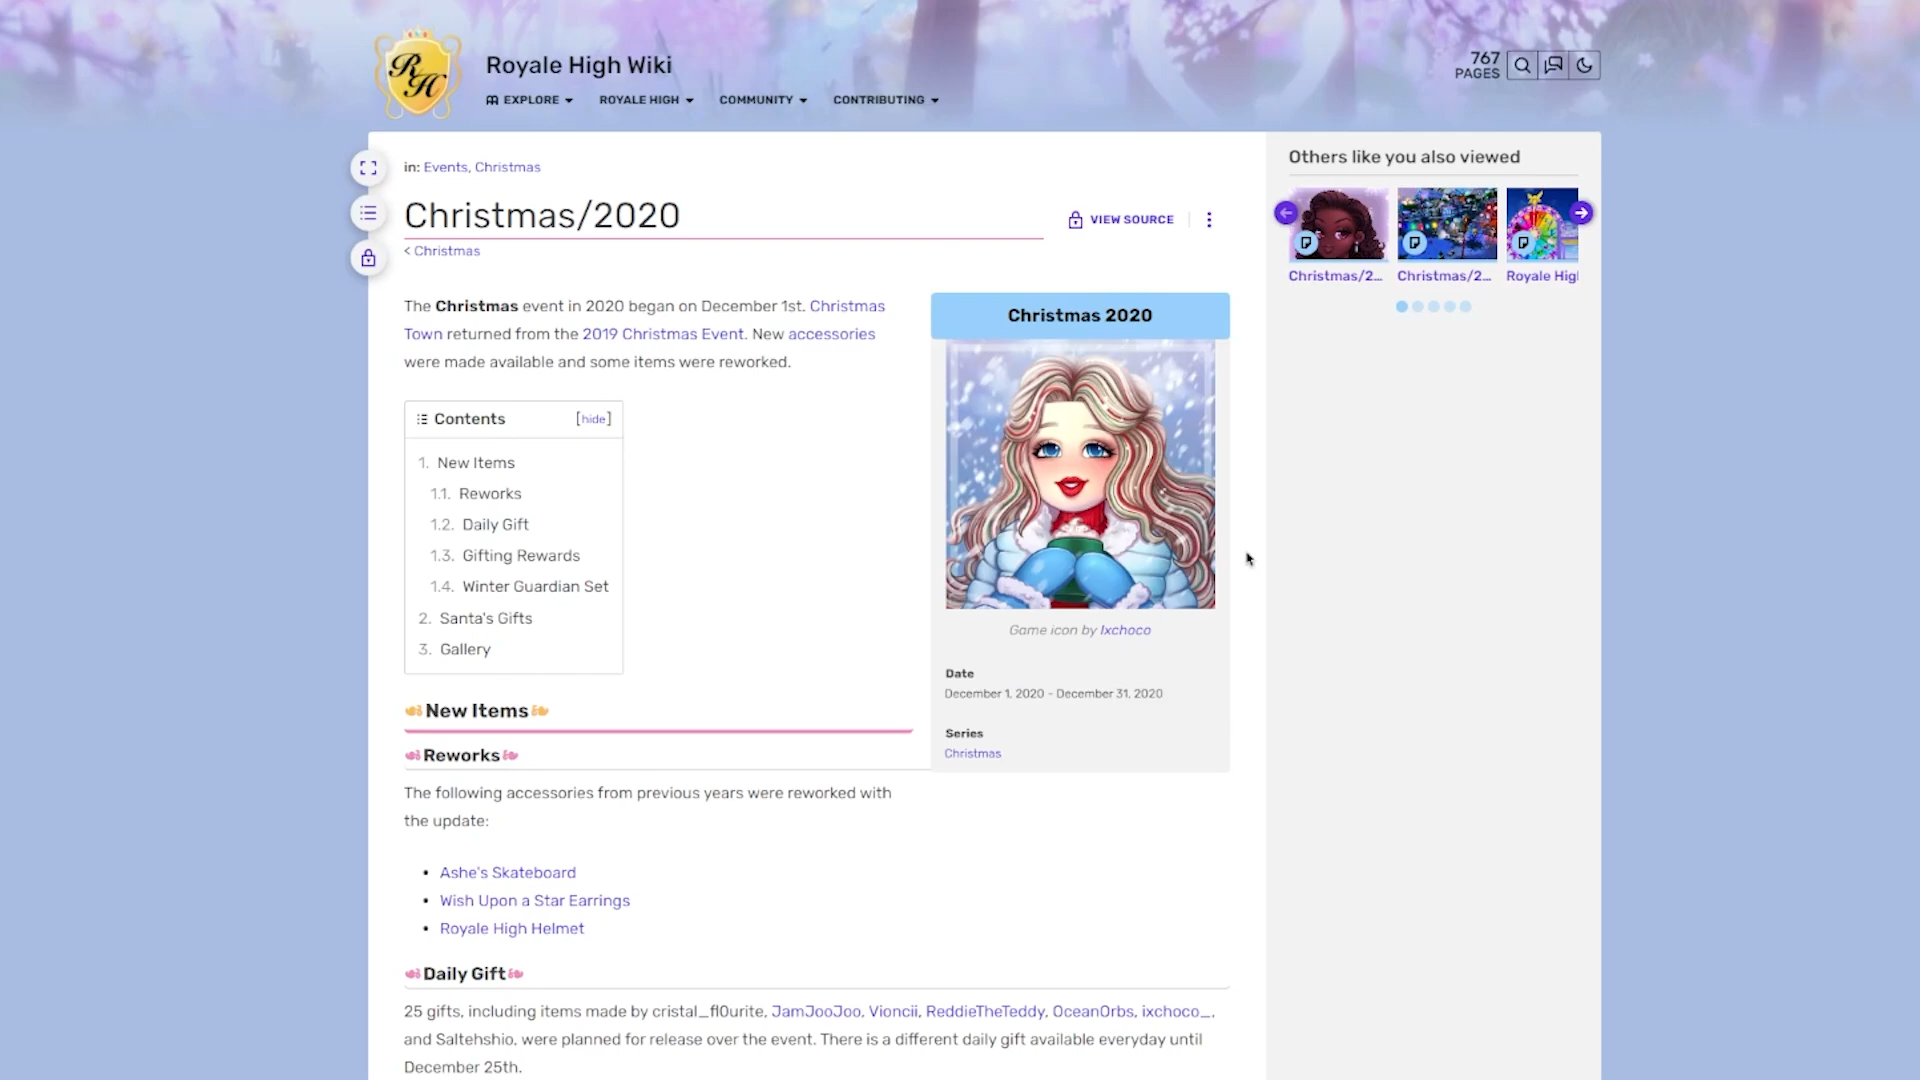 RH
Royale High Wiki
EXPLORE
ROYALE HIGH
COMMUNITY
CONTRIBUTING
767
PAGES
in: Events, Christmas
Christmas/2020
VIEW SOURCE
< Christmas
The Christmas event in 2020 began on December 1st. Christmas
Town returned from the 2019 Christmas Event. New accessories
were made available and some items were reworked.
Contents [hide]
1. New Items
1.1. Reworks
1.2. Daily Gift
1.3. Gifting Rewards
1.4. Winter Guardian Set
2. Santa's Gifts
3. Gallery
Christmas 2020
Game icon by Ixchoco
Date
December 1, 2020 - December 31, 2020
Series
Christmas
New Items
Reworks
The following accessories from previous years were reworked with
the update:
• Ashe's Skateboard
• Wish Upon a Star Earrings
• Royale High Helmet
Daily Gift
25 gifts, including items made by cristal_fl0urite, JamJooJoo, Vioncii, ReddieTheTeddy, OceanOrbs, ixchoco_,
and Saltehshio, were planned for release over the event. There is a different daily gift available everyday until
December 25th.
Others like you also viewed
Christmas/2...
Christmas/2...
Royale Higl